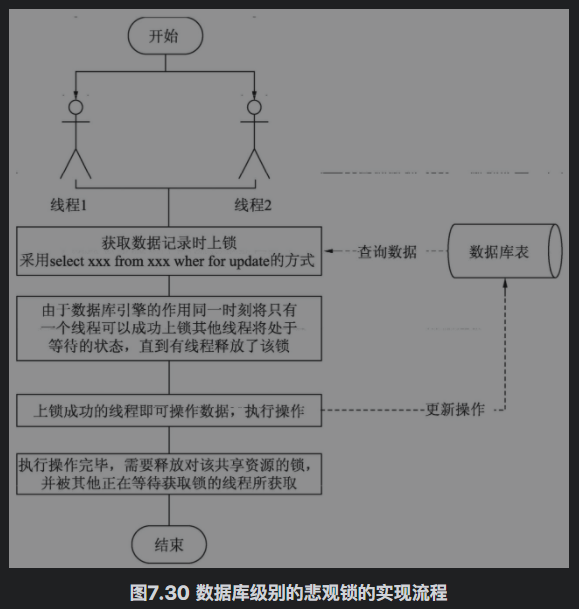 开始
线程1
线程2
获取数据记录时上锁
采用select xxx from xxx wher for update的方式
查询数据
数据库表
由于数据库引擎的作用同一时刻将只有
一个线程可以成功上锁其他线程将处于
等待的状态，直到有线程释放了该锁
上锁成功的线程即可操作数据，执行操作
更新操作
执行操作完毕，需要释放对该共享资源的锁，
并被其他正在等待获取锁的线程所获取
结束
图7.30 数据库级别的悲观锁的实现流程